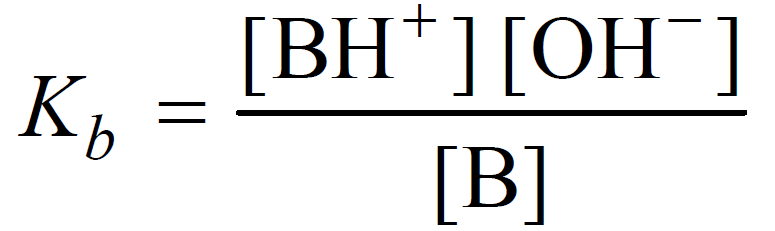 K_b = [BH⁺][OH⁻] / [B]